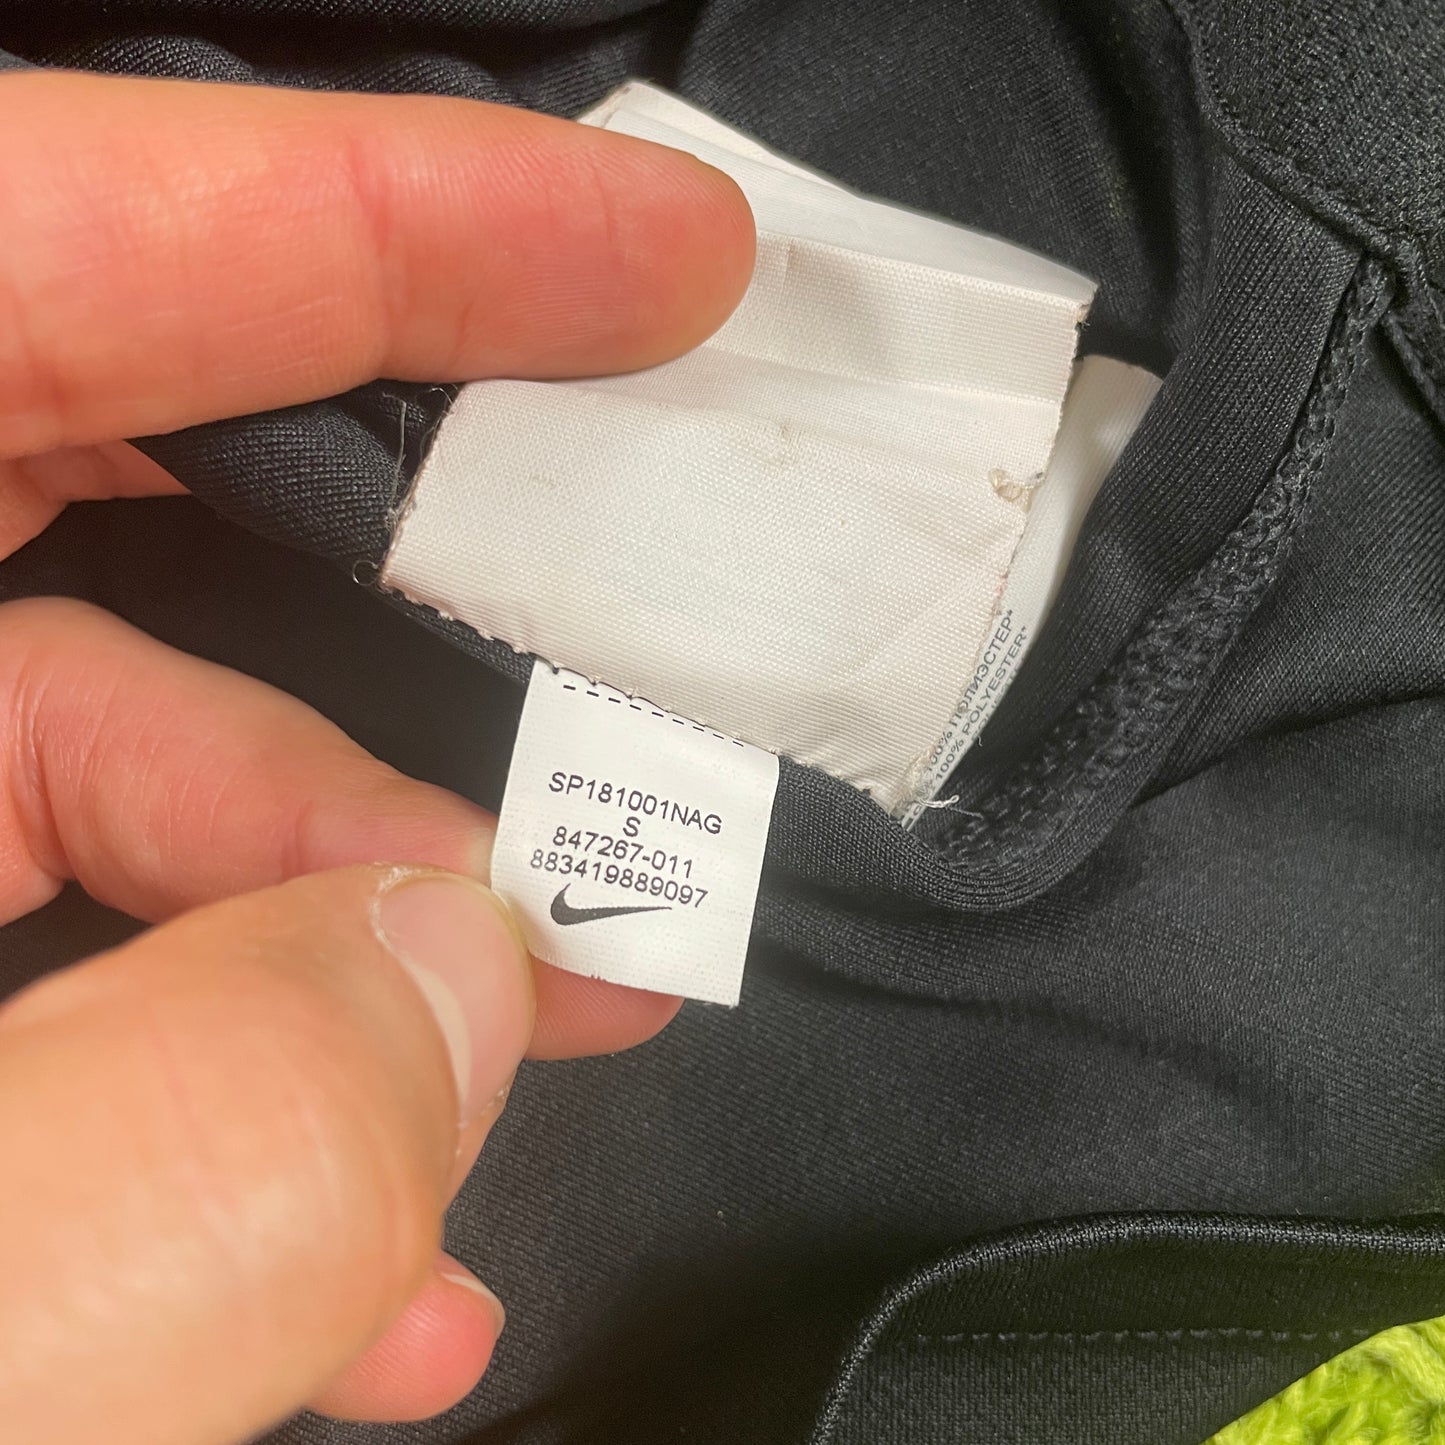 SP181001NAG
S
847267-011
883419889097
100% ПОЛИЭСТЕР*
100% POLYESTER*